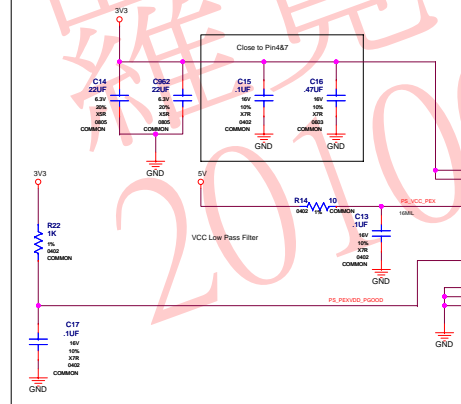 3V3
Close to Pin4&7
C14
22UF
6.3V
20%
X5R
0805
COMMON
C962
22UF
6.3V
20%
X5R
0805
COMMON
C15
.1UF
16V
10%
X7R
0402
COMMON
C16
.47UF
16V
10%
X7R
0603
COMMON
GND
GND
GND
3V3
5V
R14
10
0402
1%
COMMON
PS_VCC_PEX
16MIL
R22
1K
1%
0402
COMMON
VCC Low Pass Filter
C13
.1UF
16V
10%
X7R
0402
COMMON
GND
PS_PEXVDD_PGOOD
C17
.1UF
16V
10%
X7R
0402
COMMON
GND
GND
2010